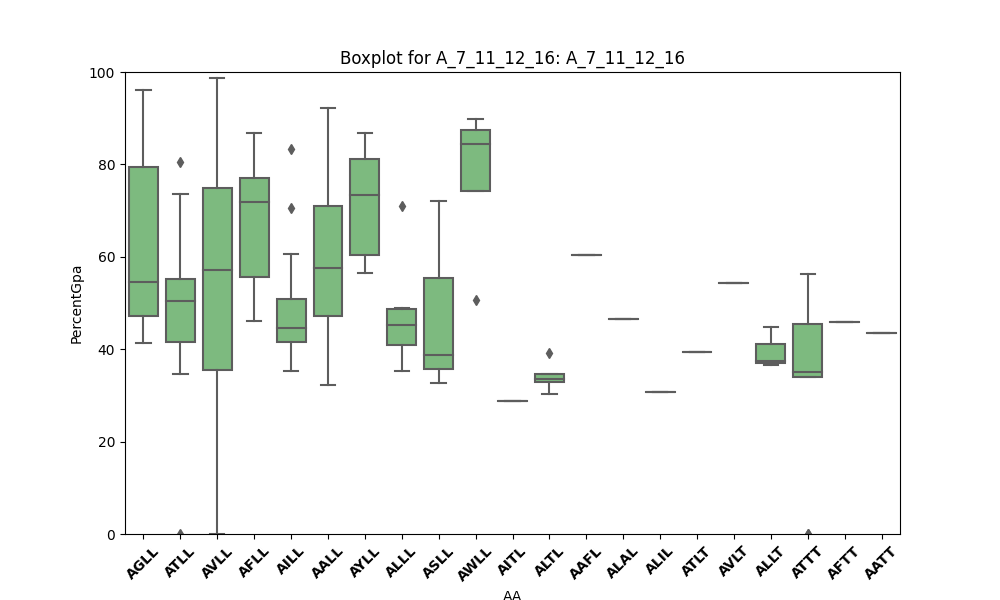 Boxplot for A_7_11_12_16: A_7_11_12_16
100
80
60
40
20
0
PercentGpa
AGLL ATLL AVLL AFLL AILL AALL AYLL ALLL ASLL AWLL AITL ALTL AAFL ALAL ALIL ATLT AVLT ALLT ATTT AFTT AATT
AA